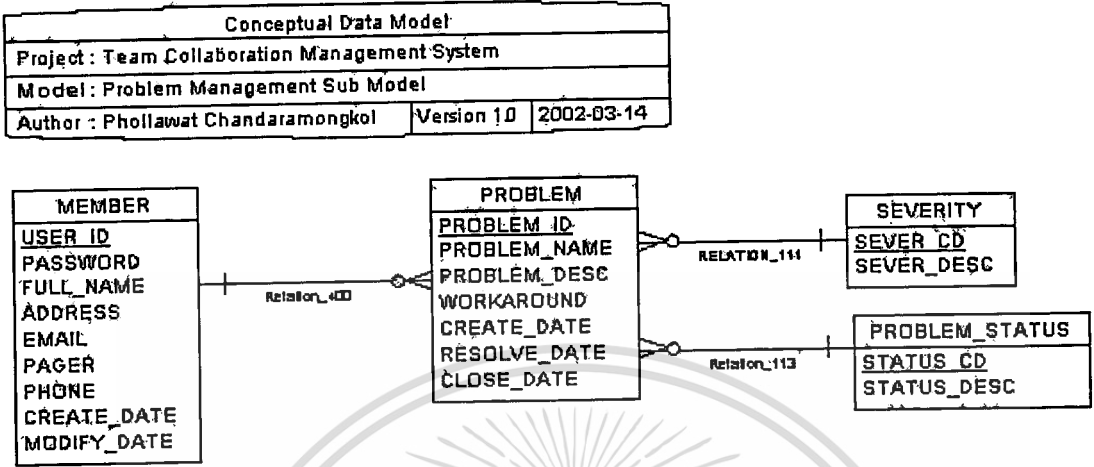 Conceptual Data Model
Project : Team Collaboration Management System
Model : Problem Management Sub Model
Author : Phollawat Chandaramongkol Version 1.0 2002-03-14
MEMBER
USER_ID
PASSWORD
FULL_NAME
ADDRESS
EMAIL
PAGER
PHONE
CREATE_DATE
MODIFY_DATE
Relation_400
PROBLEM
PROBLEM_ID
PROBLEM_NAME
PROBLEM_DESC
WORKAROUND
CREATE_DATE
RESOLVE_DATE
CLOSE_DATE
RELATION_111
Relation_113
SEVERITY
SEVER_CD
SEVER_DESC
PROBLEM_STATUS
STATUS_CD
STATUS_DESC